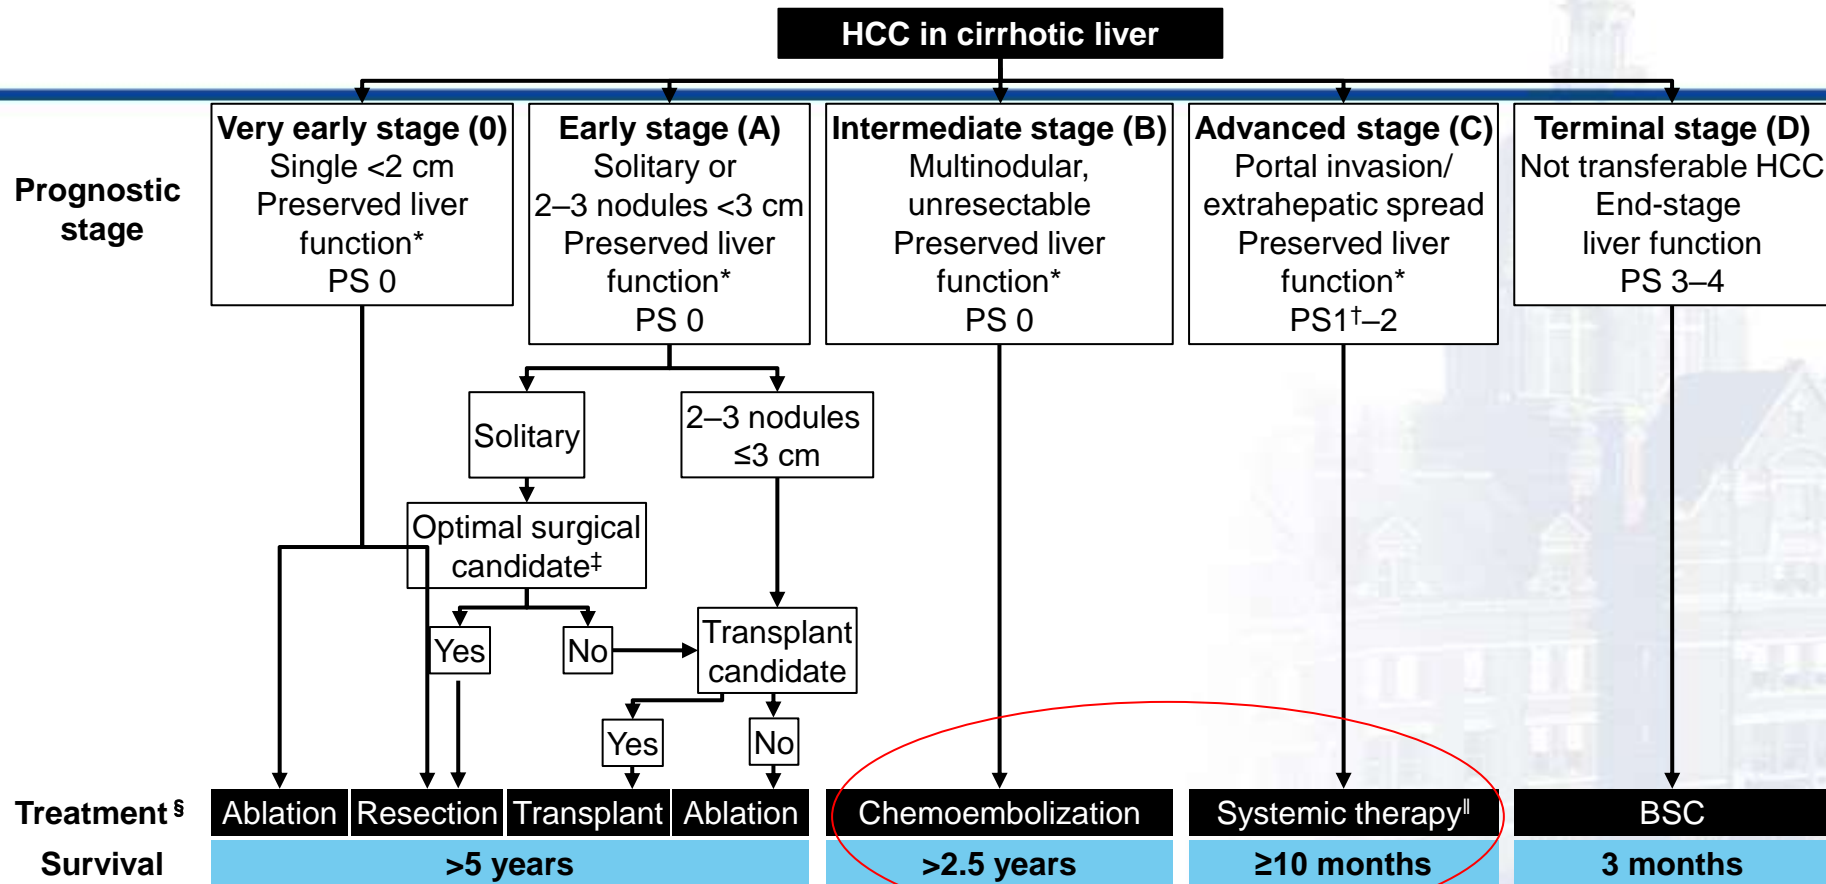 HCC in cirrhotic liver
Prognostic
stage
Very early stage (0)
Single <2 cm
Preserved liver
function*
PS 0
Early stage (A)
Solitary or
2–3 nodules <3 cm
Preserved liver
function*
PS 0
Intermediate stage (B)
Multinodular,
unresectable
Preserved liver
function*
PS 0
Advanced stage (C)
Portal invasion/
extrahepatic spread
Preserved liver
function*
PS1†–2
Terminal stage (D)
Not transferable HCC
End-stage
liver function
PS 3–4
Solitary
2–3 nodules
≤3 cm
Optimal surgical
candidate‡
Yes
No
Transplant
candidate
Yes
No
Treatment §
Ablation
Resection
Transplant
Ablation
Chemoembolization
Systemic therapy‖
BSC
Survival
>5 years
>2.5 years
≥10 months
3 months